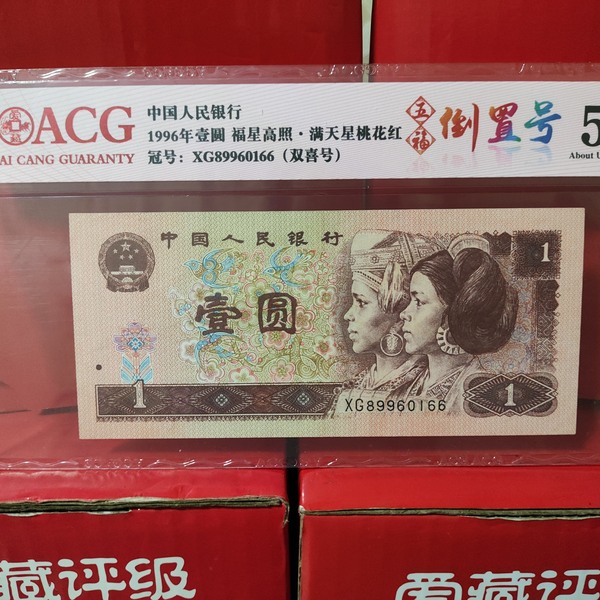 ACG
AI CANG GUARANTY
中国人民银行
1996年壹圆 福星高照·满天星桃花红
冠号: XG89960166 (双喜号)
五福
倒置号
5
About U
中国人民银行
壹圆
1
1
XG89960166
1
藏评级
爱藏评级